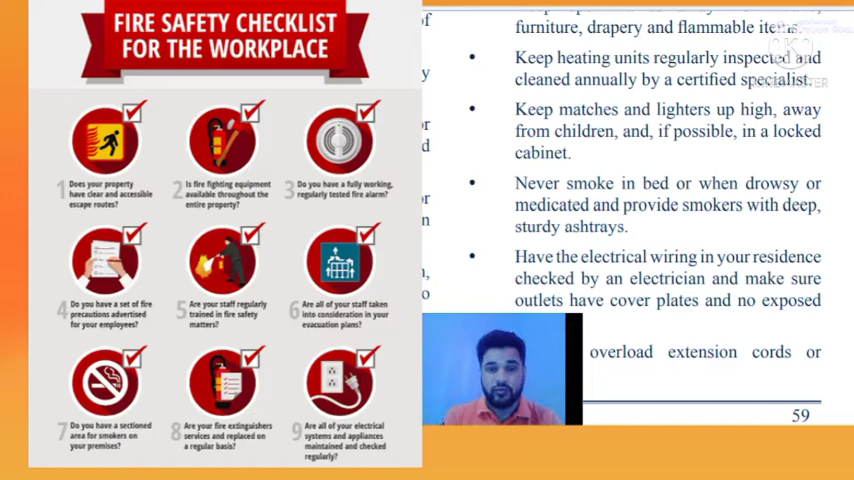 FIRE SAFETY CHECKLIST
FOR THE WORKPLACE
1 Does your property
have clear and accessible
escape routes?
2 Is fire fighting equipment
available throughout the
entire property?
3 Do you have a fully working,
regularly tested fire alarm?
4 Do you have a set of fire
precautions advertised
for your employees?
5 Are your staff regularly
trained in fire safety
matters?
6 Are all of your staff taken
into consideration in your
evacuation plans?
7 Do you have a sectioned
area for smokers on
your premises?
8 Are your fire extinguishers
services and replaced on
a regular basis?
9 Are all of your electrical
systems and appliances
maintained and checked
regularly?
of
y
or
d
or
n
n,
o
furniture, drapery and flammable items.
• Keep heating units regularly inspected and
cleaned annually by a certified specialist.
• Keep matches and lighters up high, away
from children, and, if possible, in a locked
cabinet.
• Never smoke in bed or when drowsy or
medicated and provide smokers with deep,
sturdy ashtrays.
• Have the electrical wiring in your residence
checked by an electrician and make sure
outlets have cover plates and no exposed
overload extension cords or
59